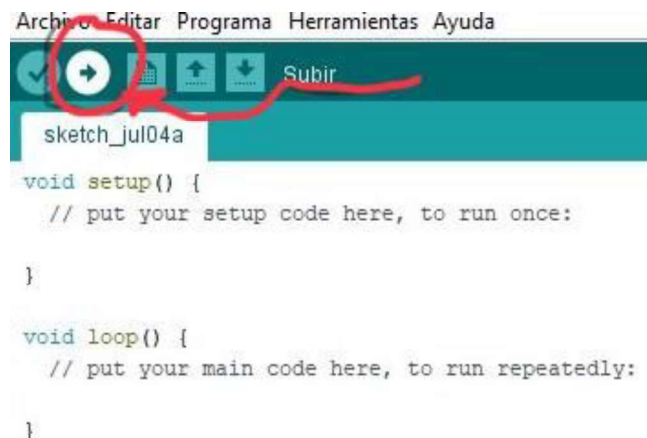 Archivo Editar Programa Herramientas Ayuda
Subir
sketch_jul04a
void setup() {
// put your setup code here, to run once:
}
void loop() {
// put your main code here, to run repeatedly:
}